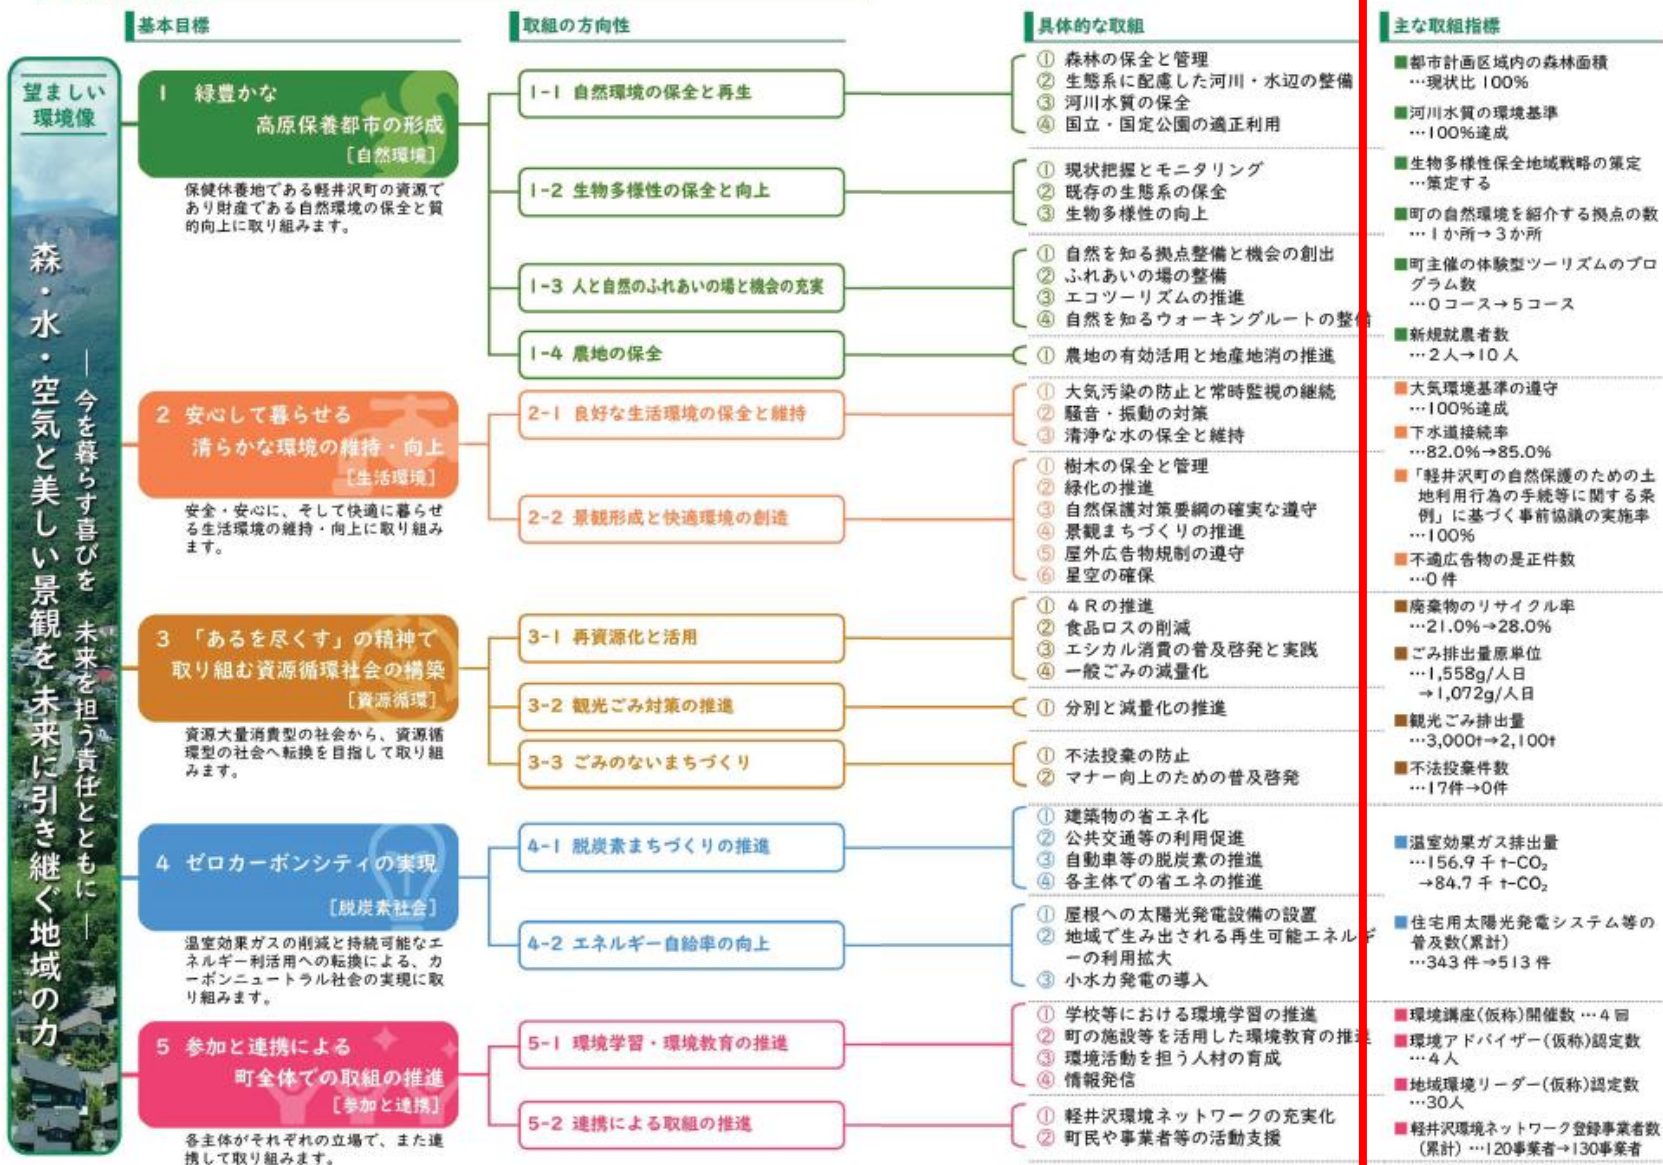 基本目標
取組の方向性
具体的な取組
主な取組指標
望ましい
環境像
森・水・空気と美しい景観を 未来に引き継ぐ地域の力
― 今を暮らす喜びを 未来を担う責任とともに ―
1 緑豊かな
高原保養都市の形成
[自然環境]
保健休養地である軽井沢町の資源で
あり財産である自然環境の保全と質
的向上に取り組みます。
1-1 自然環境の保全と再生
① 森林の保全と管理
② 生態系に配慮した河川・水辺の整備
③ 河川水質の保全
④ 国立・国定公園の適正利用
1-2 生物多様性の保全と向上
① 現状把握とモニタリング
② 既存の生態系の保全
③ 生物多様性の向上
1-3 人と自然のふれあいの場と機会の充実
① 自然を知る拠点整備と機会の創出
② ふれあいの場の整備
③ エコツーリズムの推進
④ 自然を知るウォーキングルートの整備
1-4 農地の保全
① 農地の有効活用と地産地消の推進
■都市計画区域内の森林面積
…現状比 100%
■河川水質の環境基準
…100%達成
■生物多様性保全地域戦略の策定
…策定する
■町の自然環境を紹介する拠点の数
…1か所→3か所
■町主催の体験型ツーリズムのプロ
グラム数
…0コース→5コース
■新規就農者数
…2人→10人
2 安心して暮らせる
清らかな環境の維持・向上
[生活環境]
安全・安心に、そして快適に暮らせ
る生活環境の維持・向上に取り組み
ます。
2-1 良好な生活環境の保全と維持
① 大気汚染の防止と常時監視の継続
② 騒音・振動の対策
③ 清浄な水の保全と維持
2-2 景観形成と快適環境の創造
① 樹木の保全と管理
② 緑化の推進
③ 自然保護対策要綱の確実な遵守
④ 景観まちづくりの推進
⑤ 屋外広告物規制の遵守
⑥ 星空の確保
■大気環境基準の遵守
…100%達成
■下水道接続率
…82.0%→85.0%
■「軽井沢町の自然保護のための土
地利用行為の手続等に関する条
例」に基づく事前協議の実施率
…100%
■不適広告物の是正件数
…0件
3 「あるを尽くす」の精神で
取り組む資源循環社会の構築
[資源循環]
資源大量消費型の社会から、資源循
環型の社会へ転換を目指して取り組
みます。
3-1 再資源化と活用
① 4Rの推進
② 食品ロスの削減
③ エシカル消費の普及啓発と実践
④ 一般ごみの減量化
3-2 観光ごみ対策の推進
① 分別と減量化の推進
3-3 ごみのないまちづくり
① 不法投棄の防止
② マナー向上のための普及啓発
■廃棄物のリサイクル率
…21.0%→28.0%
■ごみ排出量原単位
…1,558g/人日
→1,072g/人日
■観光ごみ排出量
…3,000t→2,100t
■不法投棄件数
…17件→0件
4 ゼロカーボンシティの実現
[脱炭素社会]
温室効果ガスの削減と持続可能なエ
ネルギー利活用への転換による、カ
ーボンニュートラル社会の実現に取
り組みます。
4-1 脱炭素まちづくりの推進
① 建築物の省エネ化
② 公共交通等の利用促進
③ 自動車等の脱炭素の推進
④ 各主体での省エネの推進
4-2 エネルギー自給率の向上
① 屋根への太陽光発電設備の設置
② 地域で生み出される再生可能エネルギ
ーの利用拡大
③ 小水力発電の導入
■温室効果ガス排出量
…156.9 千 t-CO₂
→84.7 千 t-CO₂
■住宅用太陽光発電システム等の
普及数(累計)
…343件→513件
5 参加と連携による
町全体での取組の推進
[参加と連携]
各主体がそれぞれの立場で、また連
携して取り組みます。
5-1 環境学習・環境教育の推進
① 学校等における環境学習の推進
② 町の施設等を活用した環境教育の推進
③ 環境活動を担う人材の育成
④ 情報発信
5-2 連携による取組の推進
① 軽井沢環境ネットワークの充実化
② 町民や事業者等の活動支援
■環境講座(仮称)開催数 …4回
■環境アドバイザー(仮称)認定数
…4人
■地域環境リーダー(仮称)認定数
…30人
■軽井沢環境ネットワーク登録事業者数
(累計) …120事業者→130事業者